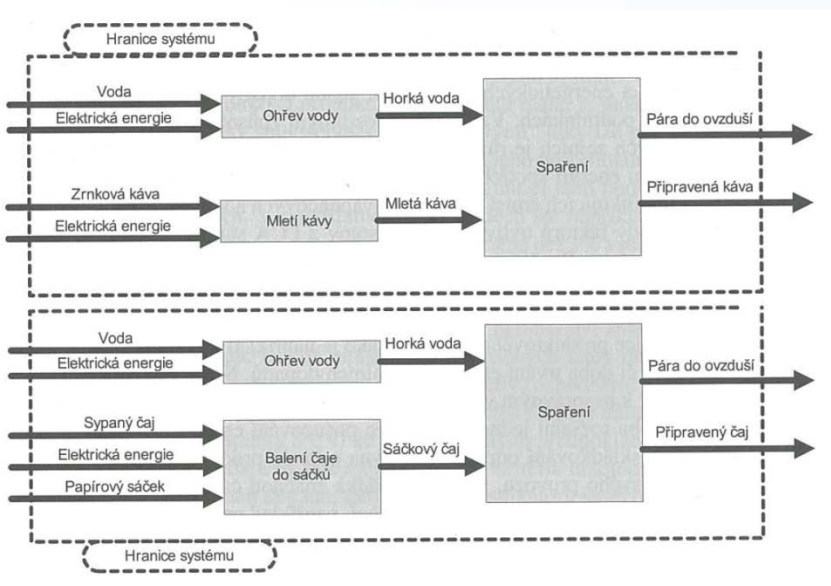 Hranice systému
Voda
Elektrická energie
Ohřev vody
Horká voda
Zrnková káva
Elektrická energie
Mletí kávy
Mletá káva
Spaření
Pára do ovzduší
Připravená káva
Voda
Elektrická energie
Ohřev vody
Horká voda
Sypaný čaj
Elektrická energie
Papírový sáček
Balení čaje
do sáčků
Sáčkový čaj
Spaření
Pára do ovzduší
Připravený čaj
Hranice systému